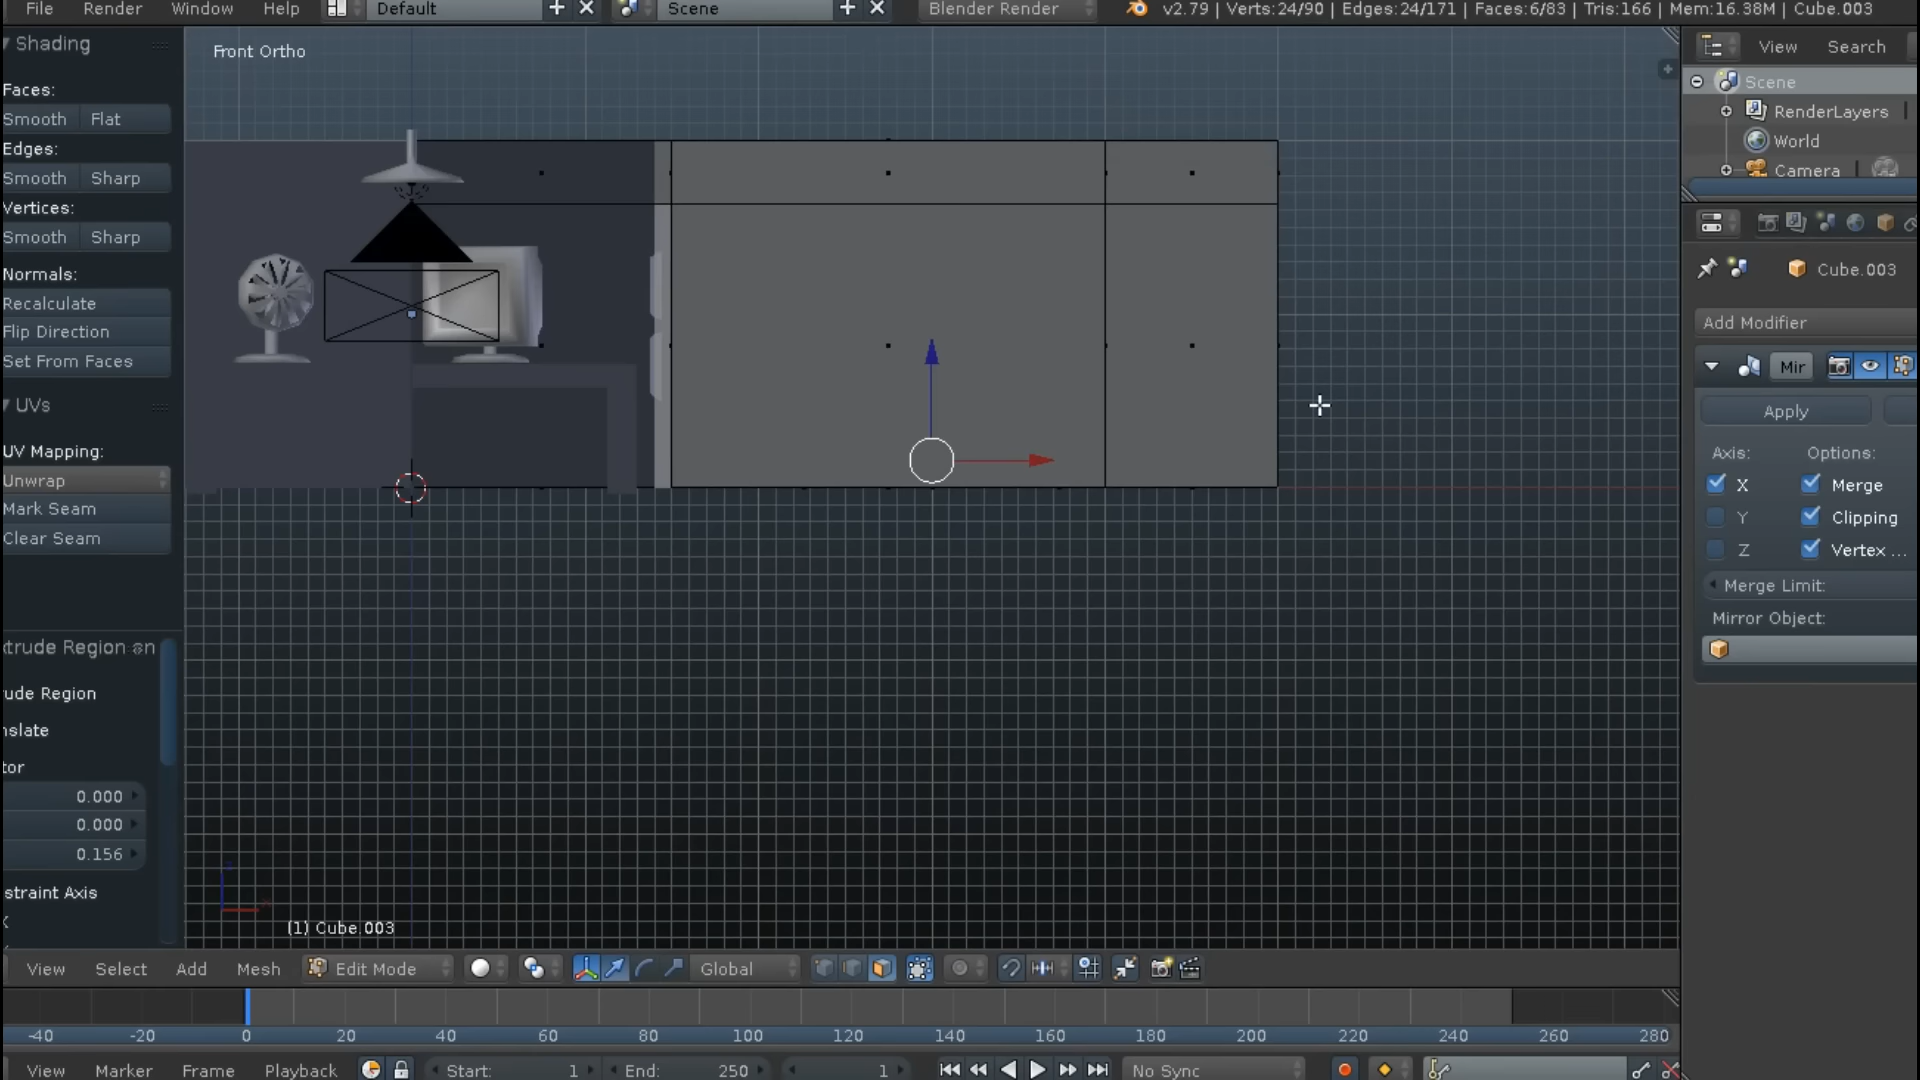 File Render Window Help Default Scene Blender Render v2.79 | Verts:24/90 | Edges:24/171 | Faces:6/83 | Tris:166 | Mem:16.38M | Cube.003
Shading
Front Ortho
View Search
Scene
Faces:
Smooth Flat
RenderLayers
World
Camera
Edges:
Smooth Sharp
Vertices:
Smooth Sharp
Normals:
Recalculate
Flip Direction
Set From Faces
Cube.003
Add Modifier
Mir
Apply
UVs
UV Mapping:
Unwrap
Mark Seam
Clear Seam
Axis: Options:
X Merge
Y Clipping
Z Vertex ...
Merge Limit:
Mirror Object:
trude Region an
ude Region
nslate
tor
0.000
0.000
0.156
straint Axis
(1) Cube.003
View Select Add Mesh Edit Mode Global
-40 -20 0 20 40 60 80 100 120 140 160 180 200 220 240 260 280
View Marker Frame Playback Start: 1 End: 250 1 No Sync